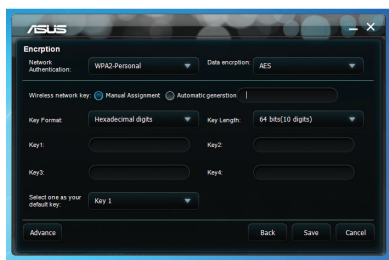 ASUS
Encrption
Network Authentication: WPA2-Personal Data encrption: AES
Wireless network key: Manual Assignment Automatic generstion
Key Format: Hexadecimal digits Key Length: 64 bits(10 digits)
Key1: Key2:
Key3: Key4:
Select one as your default key: Key 1
Advance Back Save Cancel